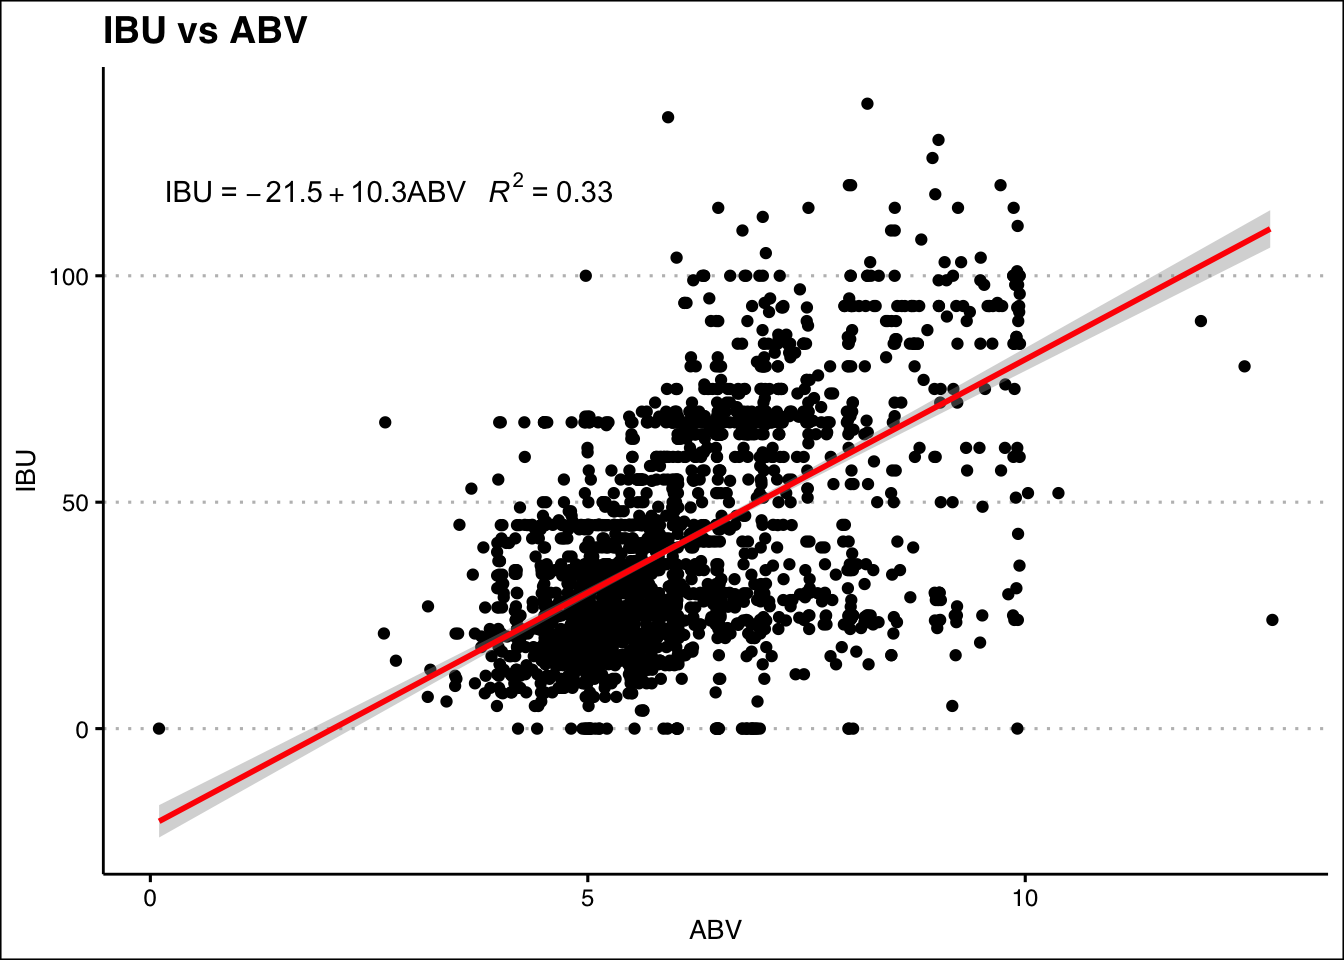 IBU vs ABV
IBU = −21.5 + 10.3ABV R² = 0.33
100
50
0
IBU
0 5 10
ABV